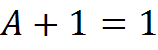 A + 1 = 1